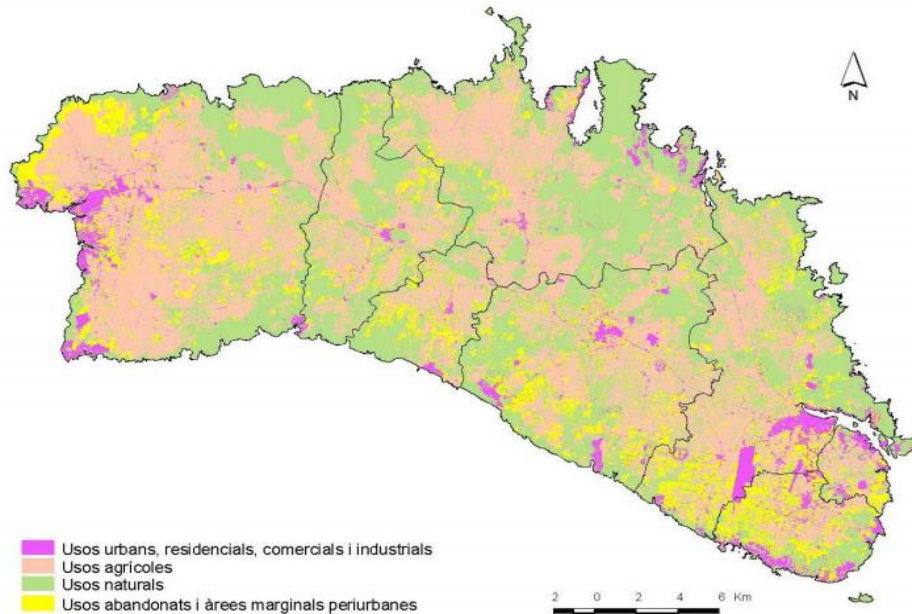 N
Usos urbans, residencials, comercials i industrials
Usos agrícoles
Usos naturals
Usos abandonats i àrees marginals periurbanes
2 0 2 4 6 Km